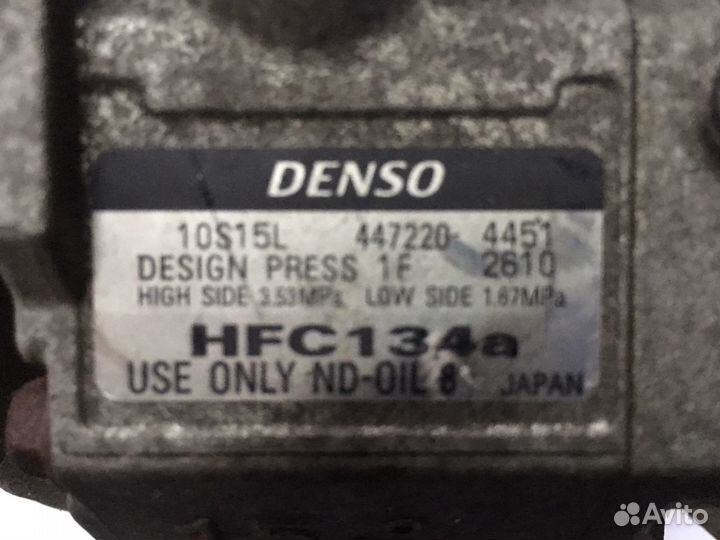 DENSO
10S15L 447220- 4451
DESIGN PRESS 1F 2610
HIGH SIDE 3.53MPa LOW SIDE 1.67MPa
HFC134a
USE ONLY ND-OIL 8 JAPAN
Avito